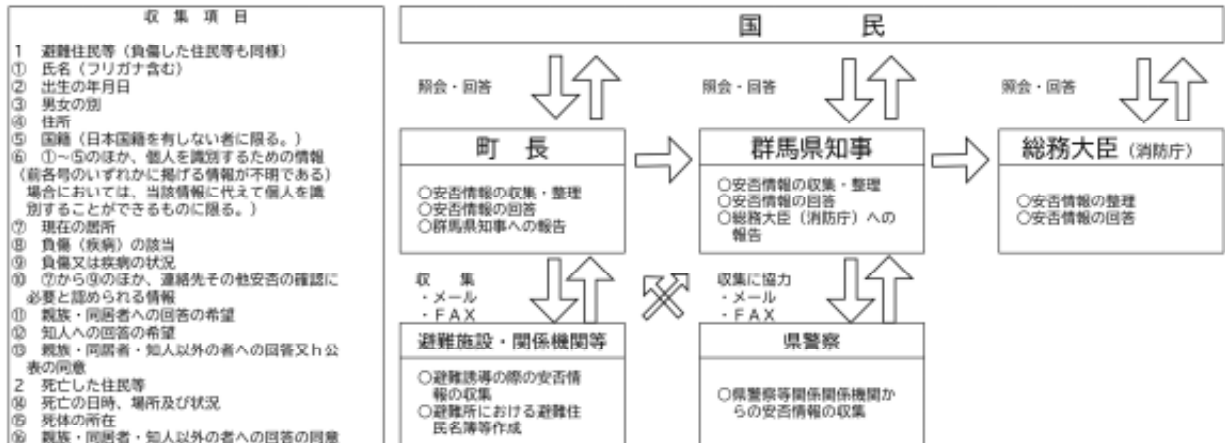 収 集 項 目
1 避難住民等（負傷した住民等も同様）
① 氏名（フリガナ含む）
② 出生の年月日
③ 男女の別
④ 住所
⑤ 国籍（日本国籍を有しない者に限る。）
⑥ ①～⑤のほか、個人を識別するための情報
（前各号のいずれかに掲げる情報が不明である）
場合においては、当該情報に代えて個人を識
別することができるものに限る。）
⑦ 現在の居所
⑧ 負傷（疾病）の該当
⑨ 負傷又は疾病の状況
⑩ ⑦から⑨のほか、連絡先その他安否の確認に
必要と認められる情報
⑪ 親族・同居者への回答の希望
⑫ 知人への回答の希望
⑬ 親族・同居者・知人以外の者への回答又ｈ公
表の同意
2 死亡した住民等
⑭ 死亡の日時、場所及び状況
⑮ 死体の所在
⑯ 親族・同居者・知人以外の者への回答の同意
国 民
照会・回答
照会・回答
照会・回答
町 長
○安否情報の収集・整理
○安否情報の回答
○群馬県知事への報告
群馬県知事
○安否情報の収集・整理
○安否情報の回答
○総務大臣（消防庁）への
報告
総務大臣（消防庁）
○安否情報の整理
○安否情報の回答
収 集
・メール
・ＦＡＸ
収集に協力
・メール
・ＦＡＸ
避難施設・関係機関等
○避難誘導の際の安否情
報の収集
○避難所における避難住
民名簿等作成
県警察
○県警察等関係関係機関か
らの安否情報の収集